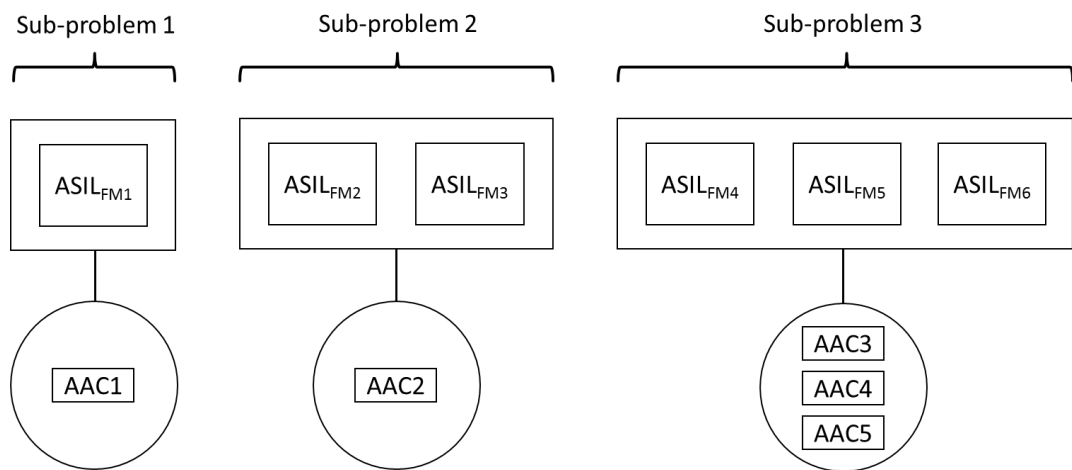 Sub-problem 1
Sub-problem 2
Sub-problem 3
ASILFM1
ASILFM2
ASILFM3
ASILFM4
ASILFM5
ASILFM6
AAC1
AAC2
AAC3
AAC4
AAC5